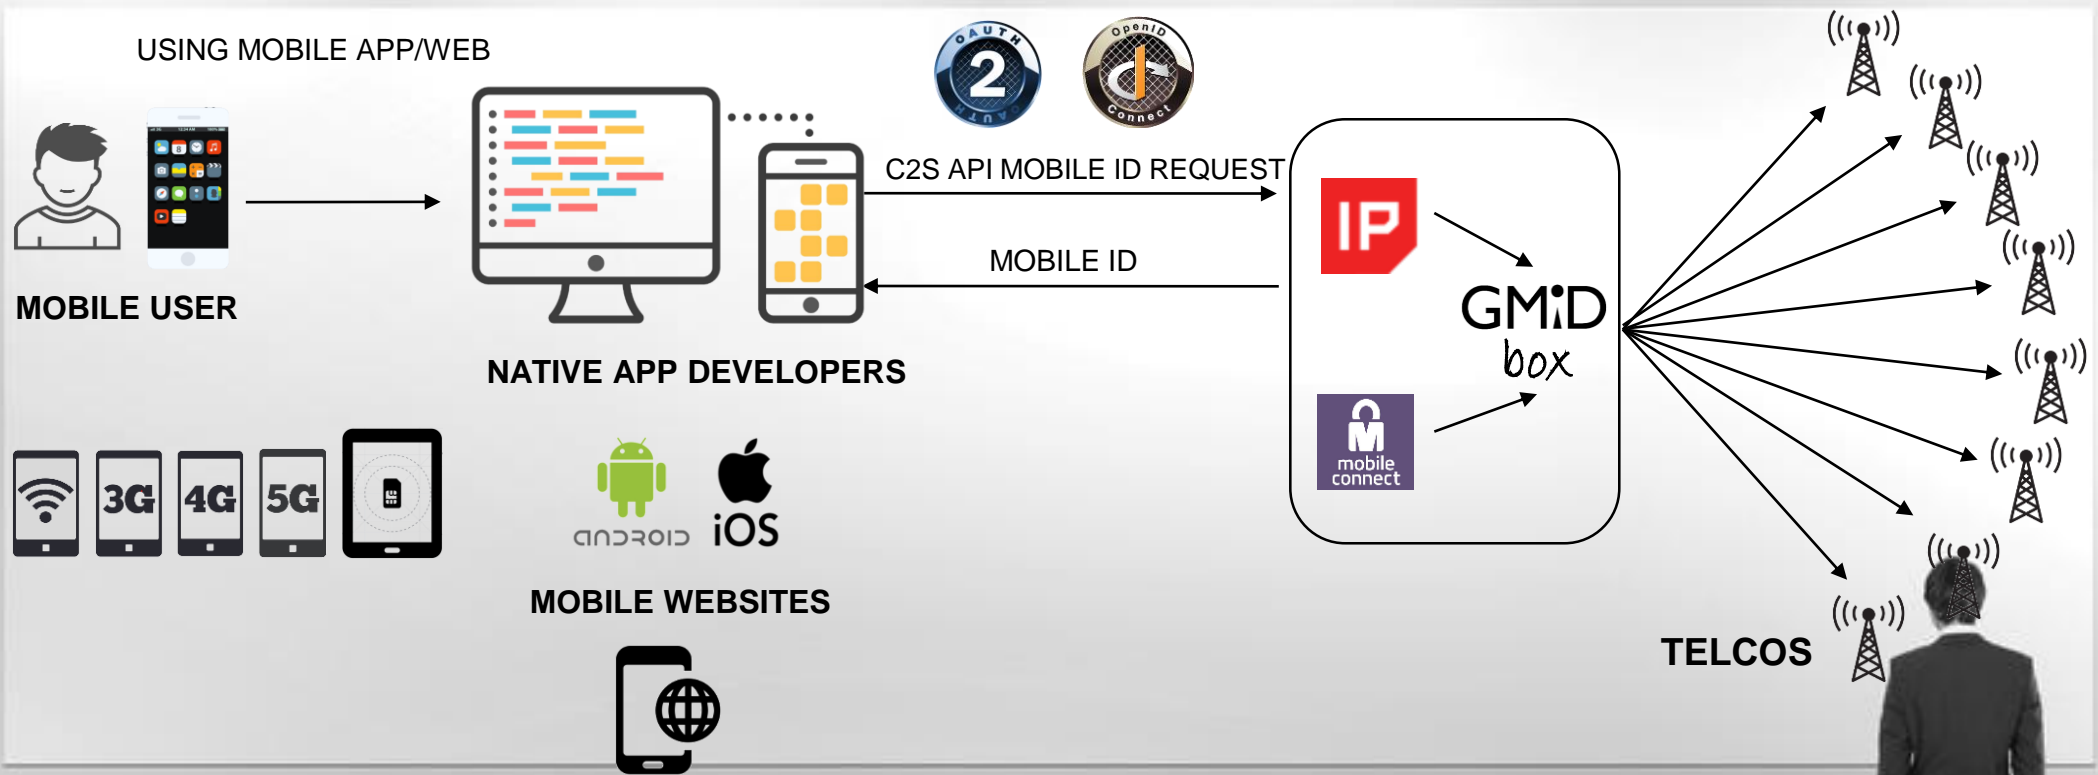 USING MOBILE APP/WEB
OAUTH
2
OAUTH
OpenID
Connect
C2S API MOBILE ID REQUEST
IP
MOBILE ID
GMiD
box
MOBILE USER
NATIVE APP DEVELOPERS
mobile
connect
3G
4G
5G
ANDROID
iOS
MOBILE WEBSITES
TELCOS